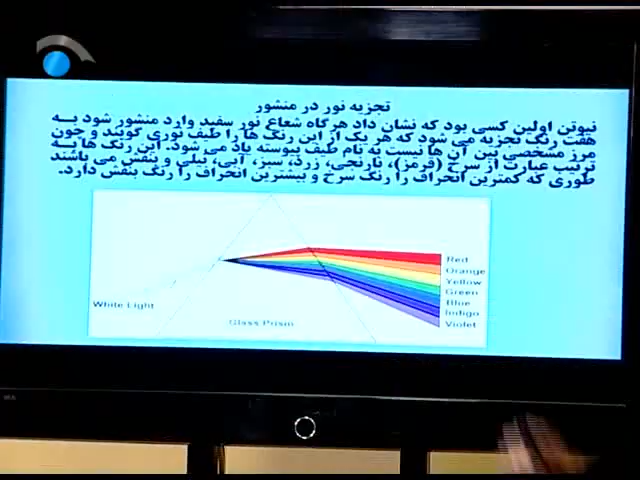 تجزیه نور در منشور
نیوتن اولین کسی بود که نشان داد هرگاه شعاع نور سفید وارد منشور شود به
هفت رنگ تجزیه می شود که هر یک از این رنگ ها را طیف نوری گویند و چون
مرز مشخصی بین آن ها نیست به نام طیف پیوسته یاد می شود. این رنگ ها به
ترتیب عبارت از سرخ (قرمز)، نارنجی، زرد، سبز، آبی، نیلی و بنفش می باشند
طوری که کمترین انحراف را رنگ سرخ و بیشترین انحراف را رنگ بنفش دارد.
Red
Orange
Yellow
Green
Blue
Indigo
Violet
White Light
Glass Prism